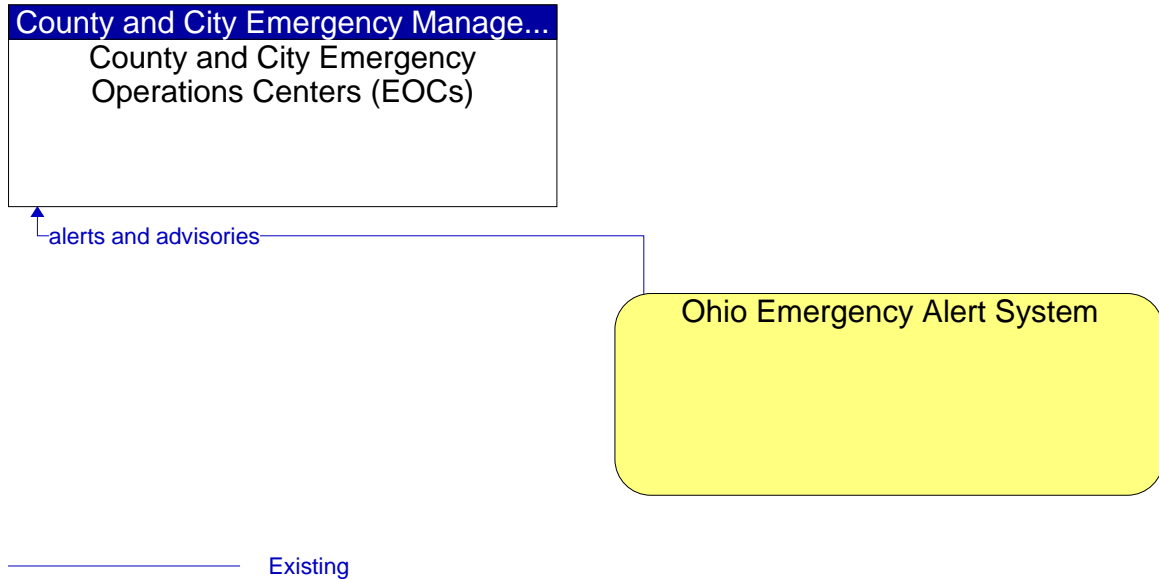 County and City Emergency Manage...
County and City Emergency
Operations Centers (EOCs)
alerts and advisories
Ohio Emergency Alert System
Existing